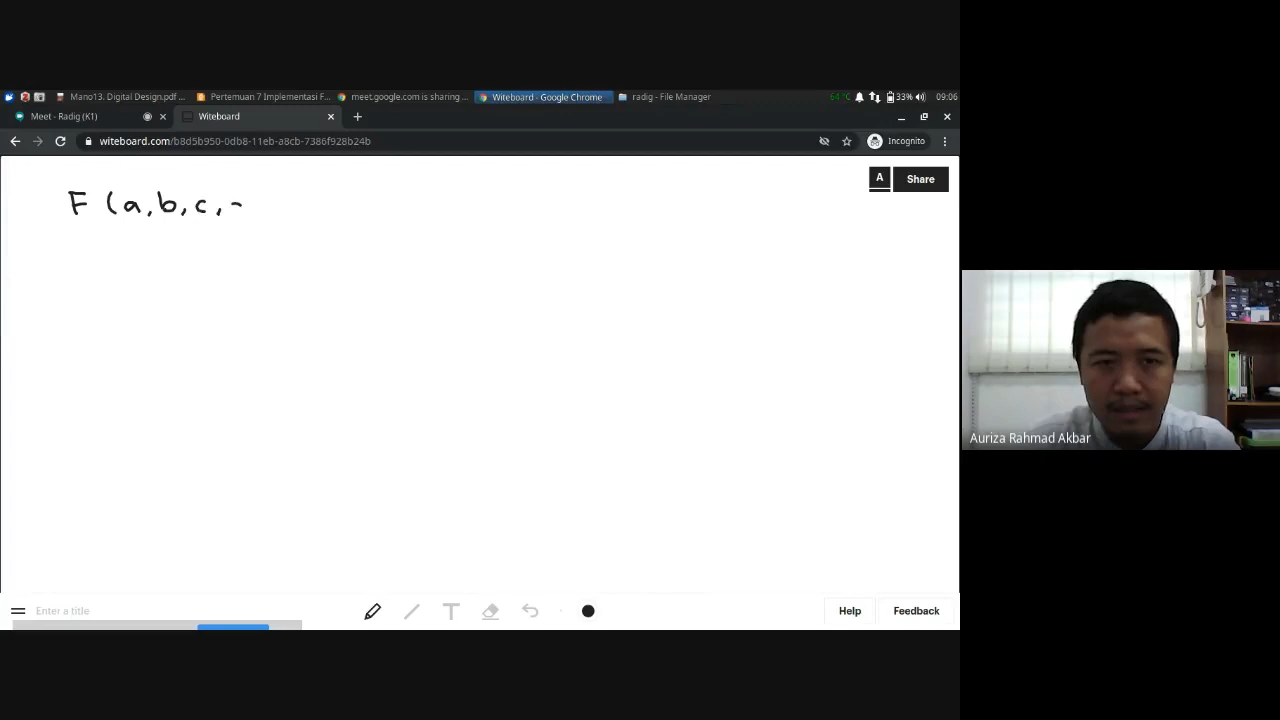 Mano13. Digital Design.pdf ...
Pertemuan 7 Implementasi F...
meet.google.com is sharing ...
Witeboard - Google Chrome
radig - File Manager
64 °C
33%
09:06
Meet - Radig (K1)
Witeboard
witeboard.com/b8d5b950-0db8-11eb-a8cb-7386f928b24b
Incognito
A
Share
F (a, b, c, -
Auriza Rahmad Akbar
Enter a title
T
Help
Feedback